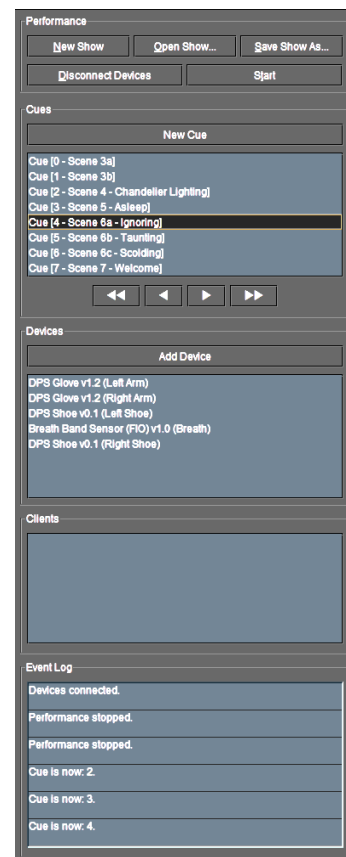 Performance
New Show Open Show... Save Show As...
Disconnect Devices Start
Cues
New Cue
Cue [0 - Scene 3a]
Cue [1 - Scene 3b]
Cue [2 - Scene 4 - Chandelier Lighting]
Cue [3 - Scene 5 - Asleep]
Cue [4 - Scene 6a - Ignoring]
Cue [5 - Scene 6b - Taunting]
Cue [6 - Scene 6c - Scolding]
Cue [7 - Scene 7 - Welcome]
Devices
Add Device
DPS Glove v1.2 (Left Arm)
DPS Glove v1.2 (Right Arm)
DPS Shoe v0.1 (Left Shoe)
Breath Band Sensor (FIO) v1.0 (Breath)
DPS Shoe v0.1 (Right Shoe)
Clients
Event Log
Devices connected.
Performance stopped.
Performance stopped.
Cue is now: 2.
Cue is now: 3.
Cue is now: 4.